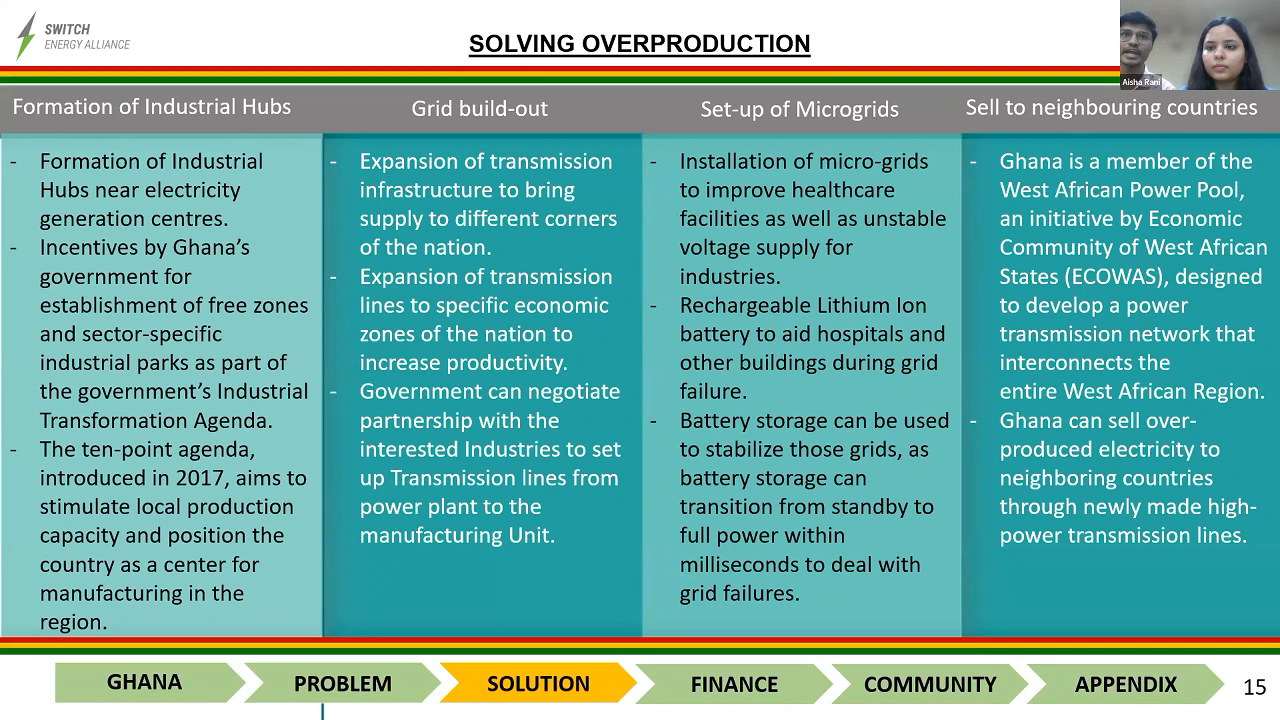 SWITCH
ENERGY ALLIANCE
SOLVING OVERPRODUCTION
Aisha Rani
Formation of Industrial Hubs
- Formation of Industrial
Hubs near electricity
generation centres.
- Incentives by Ghana's
government for
establishment of free zones
and sector-specific
industrial parks as part of
the government's Industrial
Transformation Agenda.
- The ten-point agenda,
introduced in 2017, aims to
stimulate local production
capacity and position the
country as a center for
manufacturing in the
region.
Grid build-out
- Expansion of transmission
infrastructure to bring
supply to different corners
of the nation.
- Expansion of transmission
lines to specific economic
zones of the nation to
increase productivity.
- Government can negotiate
partnership with the
interested Industries to set
up Transmission lines from
power plant to the
manufacturing Unit.
Set-up of Microgrids
- Installation of micro-grids
to improve healthcare
facilities as well as unstable
voltage supply for
industries.
- Rechargeable Lithium Ion
battery to aid hospitals and
other buildings during grid
failure.
- Battery storage can be used
to stabilize those grids, as
battery storage can
transition from standby to
full power within
milliseconds to deal with
grid failures.
Sell to neighbouring countries
- Ghana is a member of the
West African Power Pool,
an initiative by Economic
Community of West African
States (ECOWAS), designed
to develop a power
transmission network that
interconnects the
entire West African Region.
- Ghana can sell over-
produced electricity to
neighboring countries
through newly made high-
power transmission lines.
GHANA
PROBLEM
SOLUTION
FINANCE
COMMUNITY
APPENDIX
15